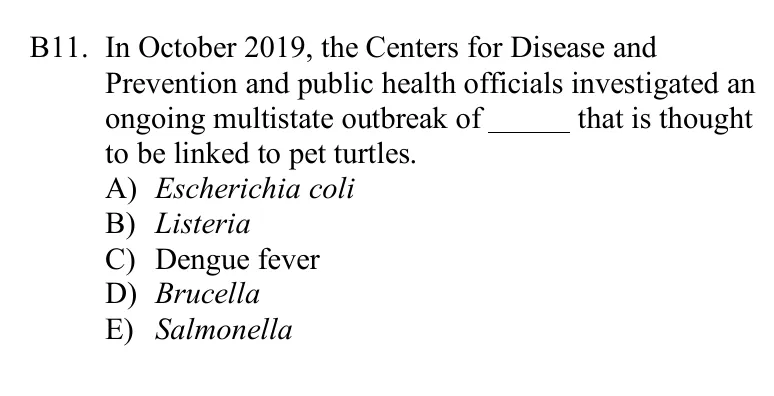 B11. In October 2019, the Centers for Disease and
Prevention and public health officials investigated an
ongoing multistate outbreak of _____ that is thought
to be linked to pet turtles.
A) Escherichia coli
B) Listeria
C) Dengue fever
D) Brucella
E) Salmonella